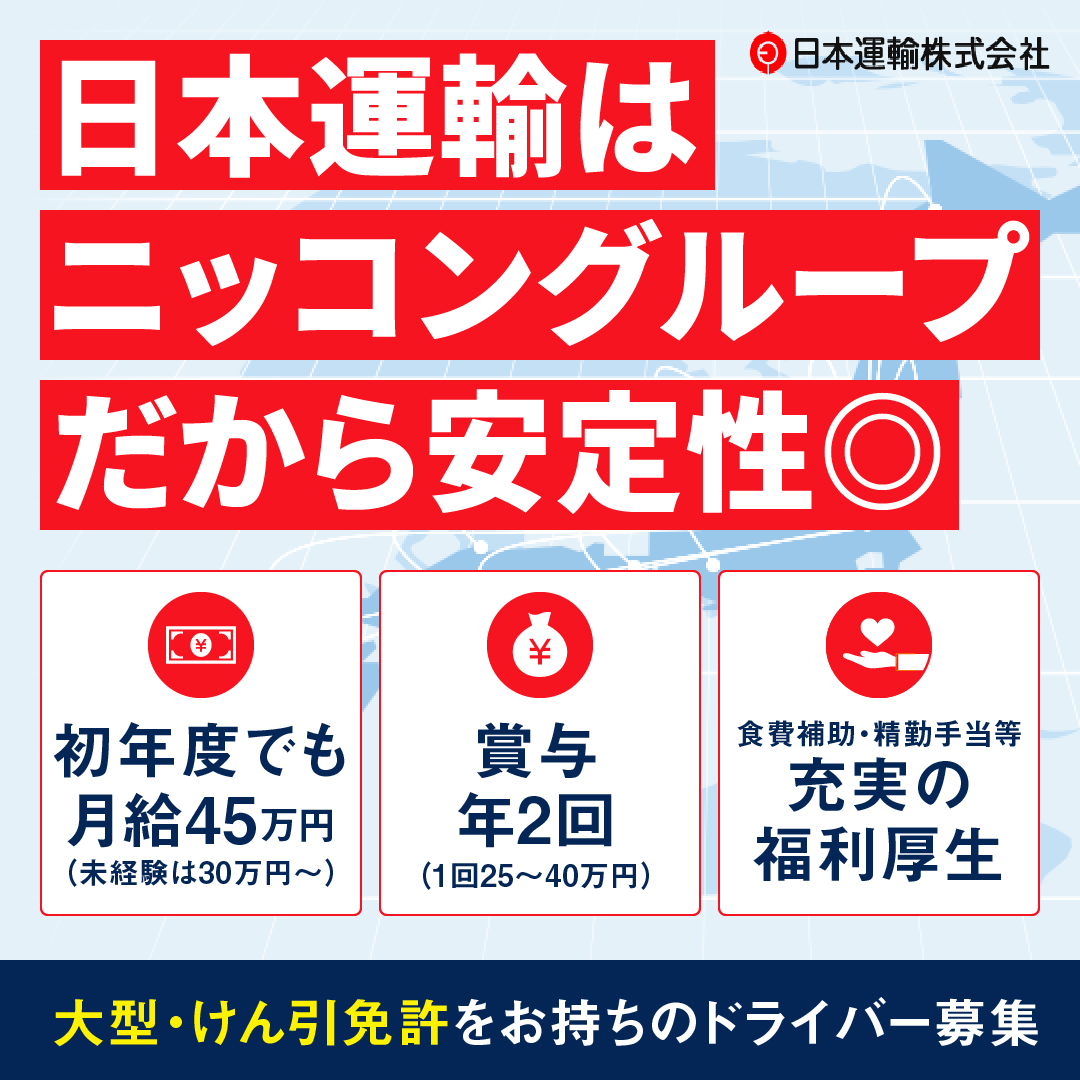 日本運輸株式会社
日本運輸は
ニッコングループ
だから安定性◎
¥
初年度でも
月給45万円
（未経験は30万円～）
¥
賞与
年2回
（1回25～40万円）
食費補助・精勤手当等
充実の
福利厚生
大型・けん引免許をお持ちのドライバー募集